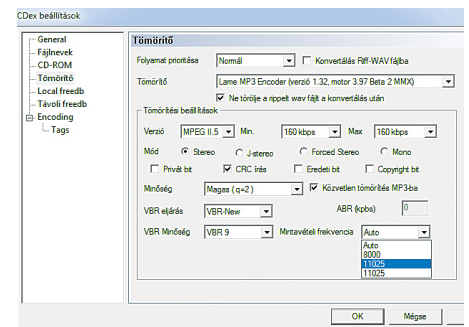 CDex beállítások
General
Fájlnevek
CD-ROM
Tömörítő
Local freedb
Távoli freedb
Encoding
Tags
Tömörítő
Folyamat prioritása Normál Konvertálás Riff-WAV fájlba
Tömörítő Lame MP3 Encoder (verzió 1.32, motor 3.97 Beta 2 MMX)
Ne törölje a rippelt wav fájlt a konvertálás után
Tömörítési beállítások
Verzió MPEG II.5 Min. 160 kbps Max 160 kbps
Mód Stereo J-stereo Forced Stereo Mono
Privát bit CRC írás Eredeti bit Copyright bit
Minőség Magas ( q=2 ) Közvetlen tömörítés MP3-ba
VBR eljárás VBR-New ABR (kpbs) 0
VBR Minőség VBR 9 Mintavételi frekvencia Auto
Auto
8000
11025
11025
OK Mégse